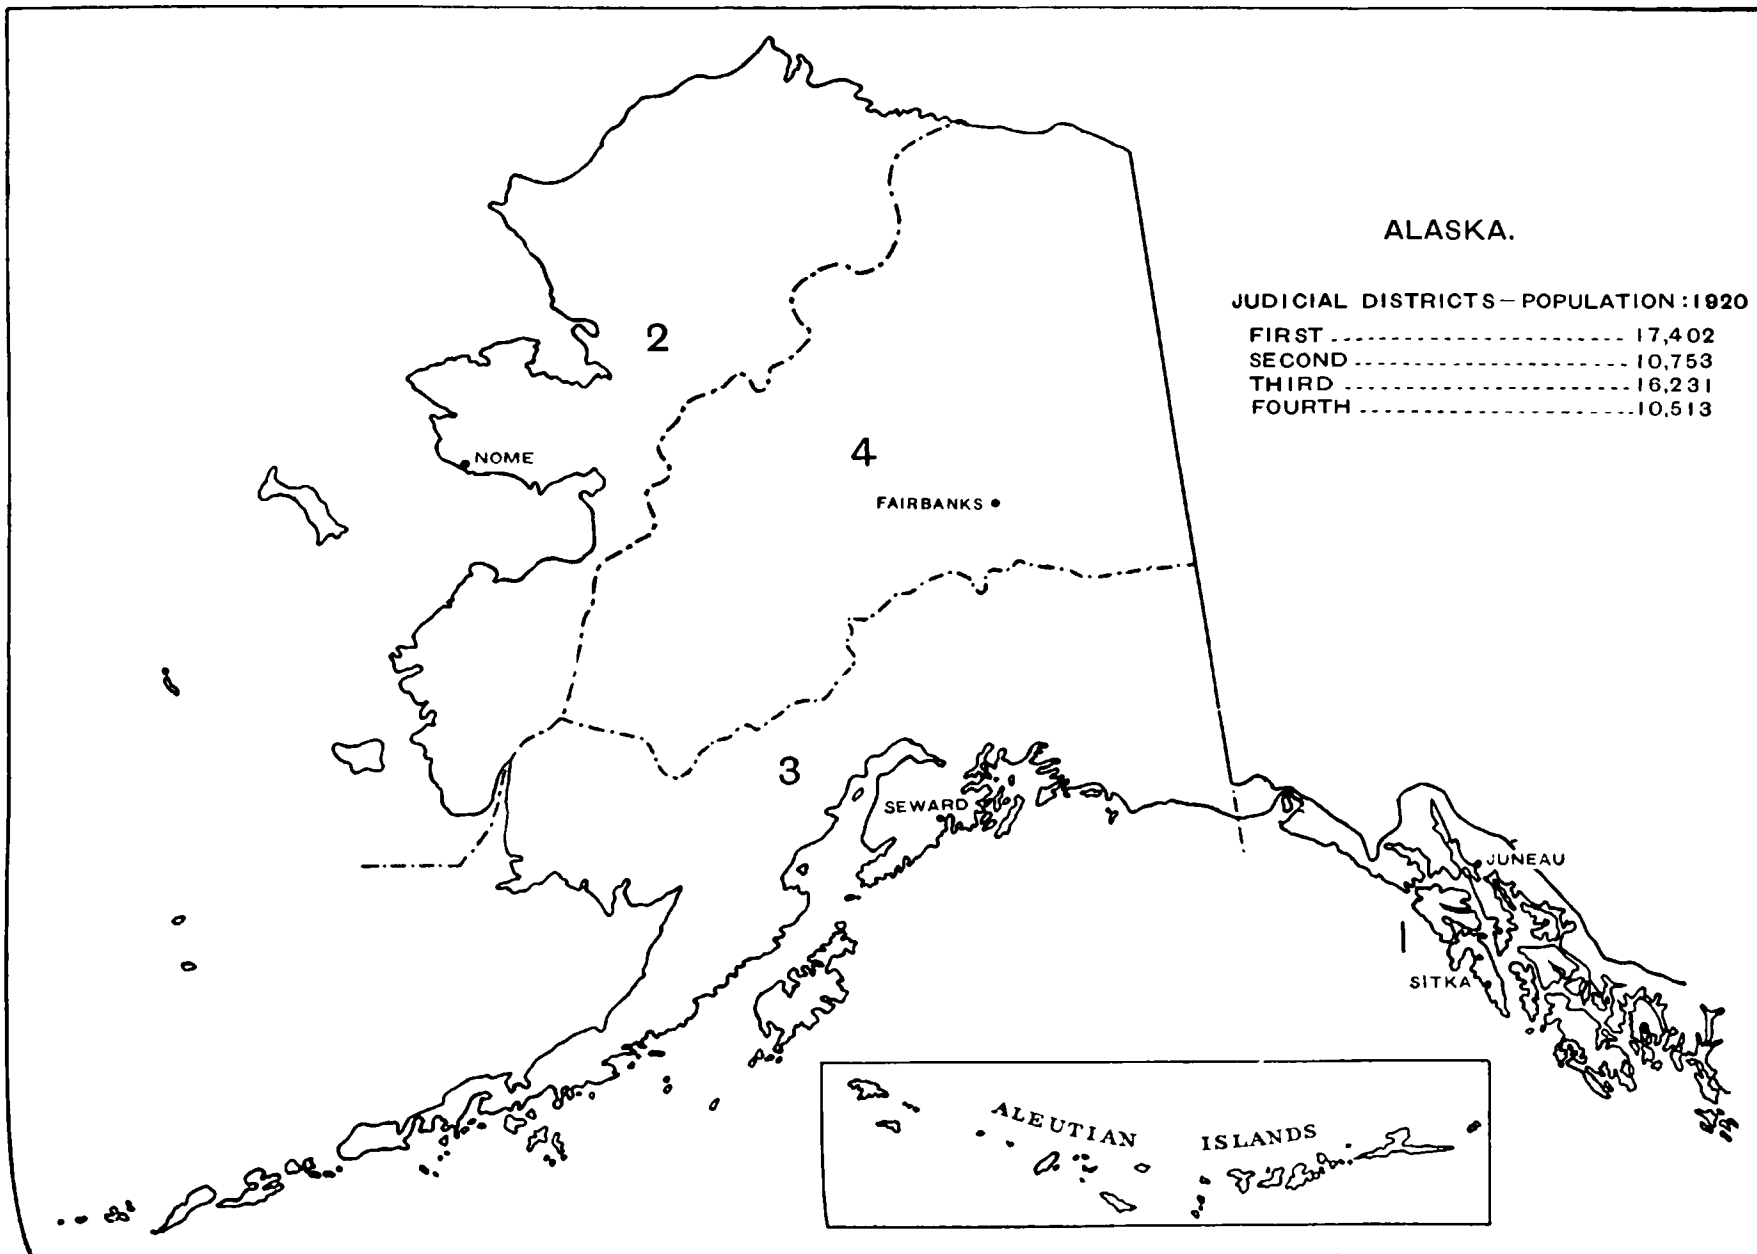 ALASKA.
JUDICIAL DISTRICTS—POPULATION:1920
FIRST ---------------------- 17,402
SECOND -------------------- 10,753
THIRD --------------------- 16,231
FOURTH -------------------- 10,513
2
4
NOME
FAIRBANKS
3
SEWARD
JUNEAU
1
SITKA
ALEUTIAN ISLANDS